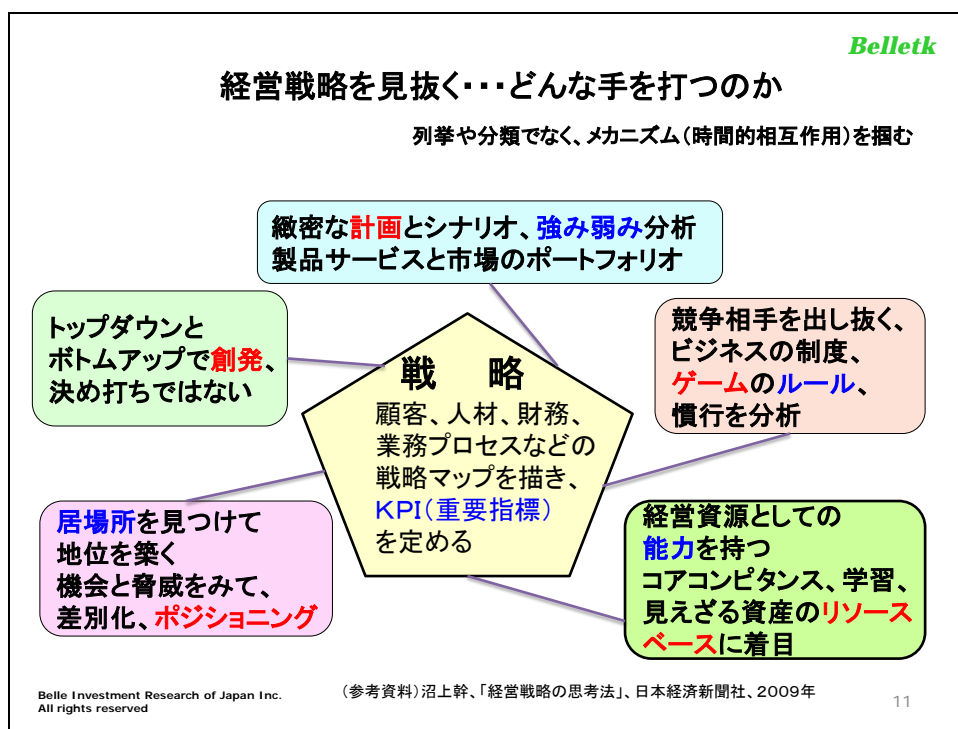 Belletk
経営戦略を見抜く・・・どんな手を打つのか
列挙や分類でなく、メカニズム(時間的相互作用)を掴む
緻密な計画とシナリオ、強み弱み分析
製品サービスと市場のポートフォリオ
トップダウンと
ボトムアップで創発、
決め打ちではない
競争相手を出し抜く、
ビジネスの制度、
ゲームのルール、
慣行を分析
戦 略
顧客、人材、財務、
業務プロセスなどの
戦略マップを描き、
KPI(重要指標)
を定める
居場所を見つけて
地位を築く
機会と脅威をみて、
差別化、ポジショニング
経営資源としての
能力を持つ
コアコンピタンス、学習、
見えざる資産のリソース
ベースに着目
Belle Investment Research of Japan Inc.
All rights reserved
(参考資料)沼上幹、「経営戦略の思考法」、日本経済新聞社、2009年
11